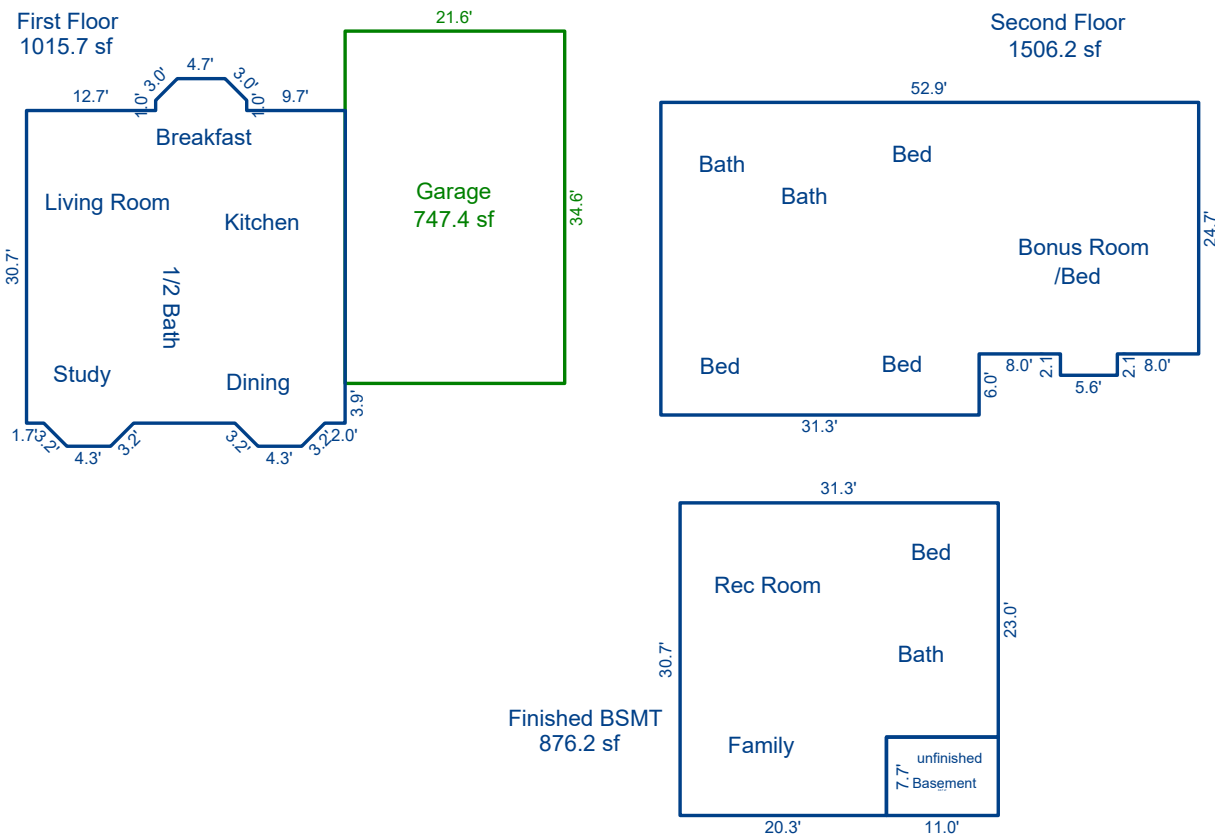 First Floor
1015.7 sf
21.6'
4.7'
3.0'
3.0'
12.7'
1.0'
1.0'
9.7'
Breakfast
Living Room
Kitchen
Garage
747.4 sf
34.6'
30.7'
1/2 Bath
Study
Dining
3.9'
1.7'
3.2'
4.3'
3.2'
3.2'
4.3'
3.2'
2.0'
Second Floor
1506.2 sf
52.9'
Bath
Bath
Bed
Bonus Room
/Bed
24.7'
Bed
Bed
6.0'
8.0'
2.1
5.6'
2.1
8.0'
31.3'
31.3'
Bed
Rec Room
23.0'
30.7'
Bath
Finished BSMT
876.2 sf
Family
7.7'
unfinished
Basement
20.3'
11.0'